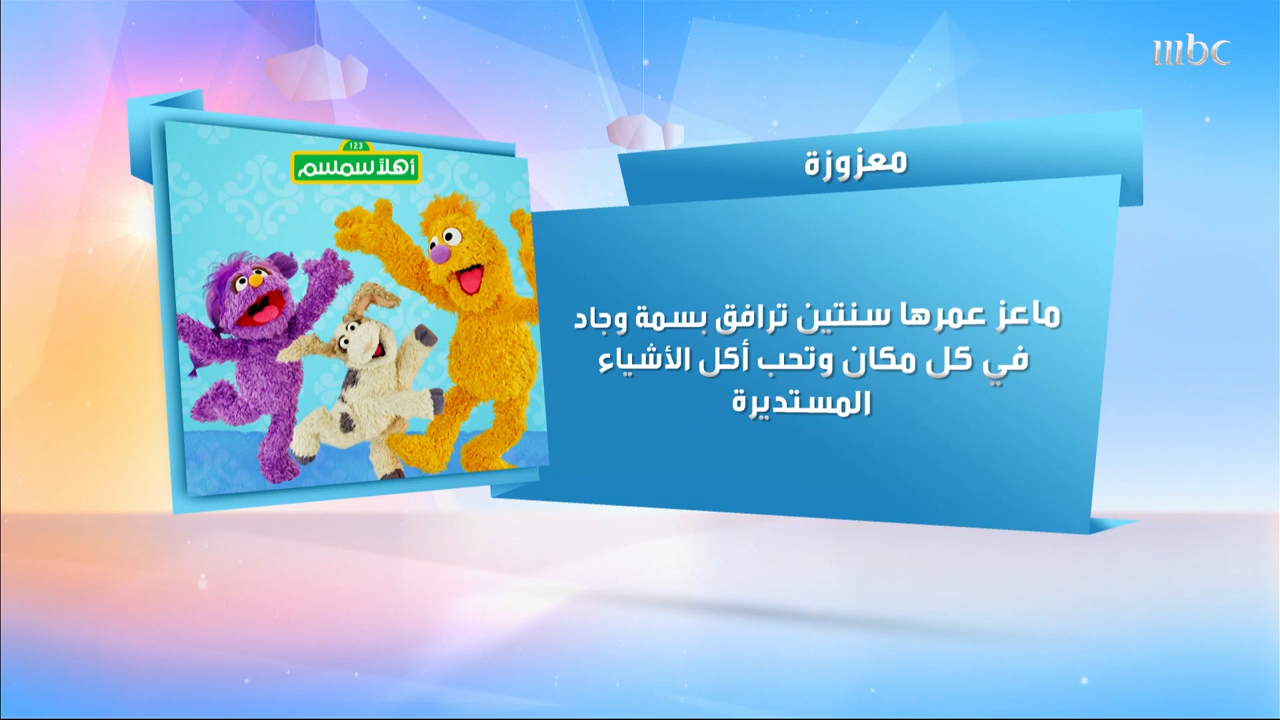 mbc
123
أهلاً سمسم
معزوزة
ماعز عمرها سنتين ترافق بسمة وجاد
في كل مكان وتحب أكل الأشياء
المستديرة